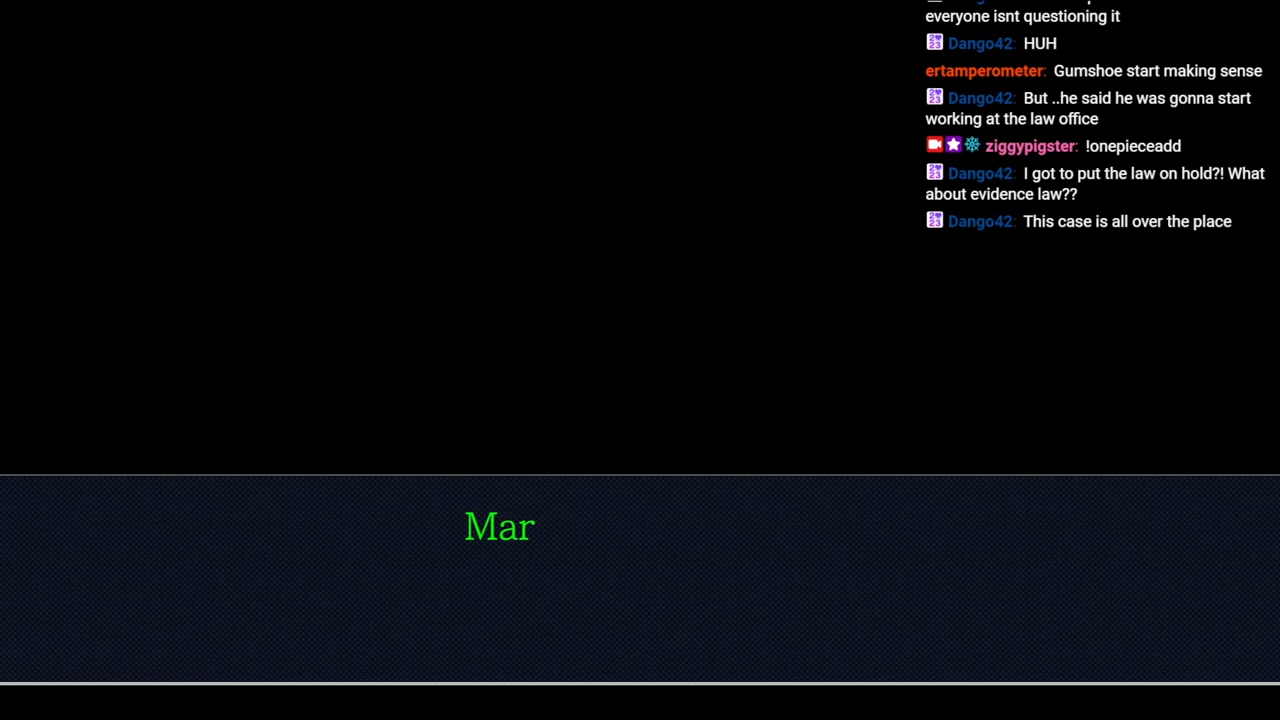 everyone isnt questioning it
Dango42: HUH
ertamperometer: Gumshoe start making sense
Dango42: But ..he said he was gonna start
working at the law office
ziggypigster: !onepieceadd
Dango42: I got to put the law on hold?! What
about evidence law??
Dango42: This case is all over the place
Mar